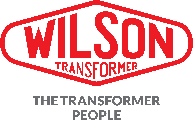 WILSON
TRANSFORMER
THE TRANSFORMER
PEOPLE